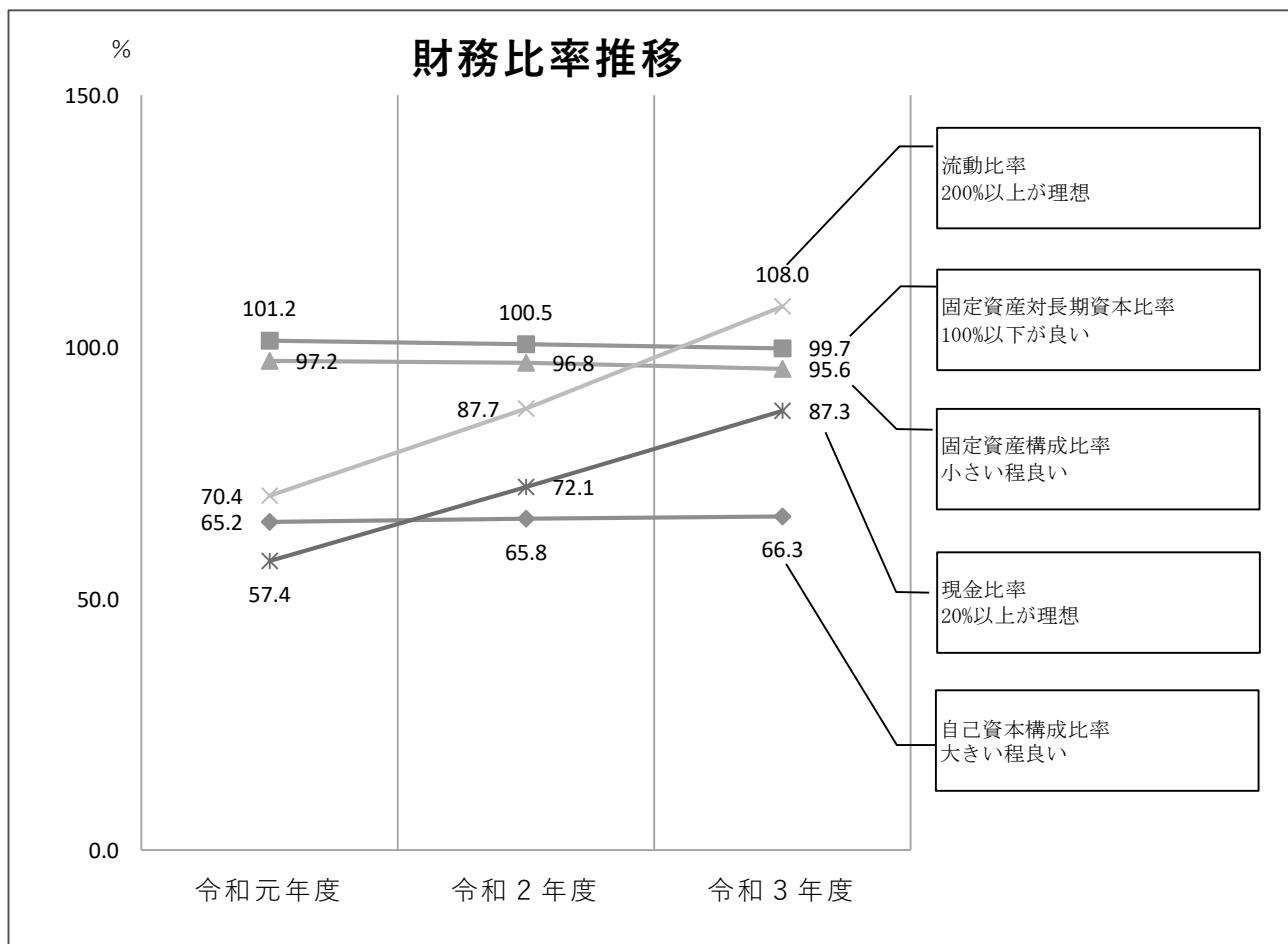 %
財務比率推移
150.0
100.0
50.0
0.0
101.2
100.5
99.7
97.2
96.8
95.6
70.4
87.7
108.0
57.4
72.1
87.3
65.2
65.8
66.3
令和元年度
令和２年度
令和３年度
流動比率
200%以上が理想
固定資産対長期資本比率
100%以下が良い
固定資産構成比率
小さい程良い
現金比率
20%以上が理想
自己資本構成比率
大きい程良い